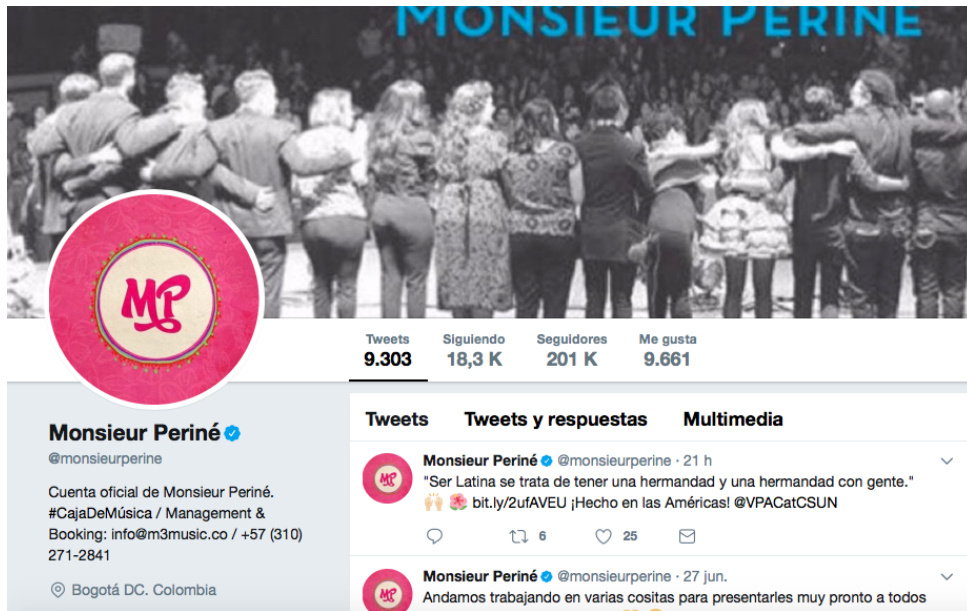 MONSIEUR PERINÉ
MP
Tweets
9.303
Siguiendo
18,3 K
Seguidores
201 K
Me gusta
9.661
Monsieur Periné
@monsieurperine
Cuenta oficial de Monsieur Periné.
#CajaDeMúsica / Management &
Booking: info@m3music.co / +57 (310)
271-2841
Bogotá DC. Colombia
Tweets Tweets y respuestas Multimedia
MP
Monsieur Periné @monsieurperine · 21 h
"Ser Latina se trata de tener una hermandad y una hermandad con gente."
🙌🏻 🌺 bit.ly/2ufAVEU ¡Hecho en las Américas! @VPACatCSUN
6 25
MP
Monsieur Periné @monsieurperine · 27 jun.
Andamos trabajando en varias cositas para presentarles muy pronto a todos